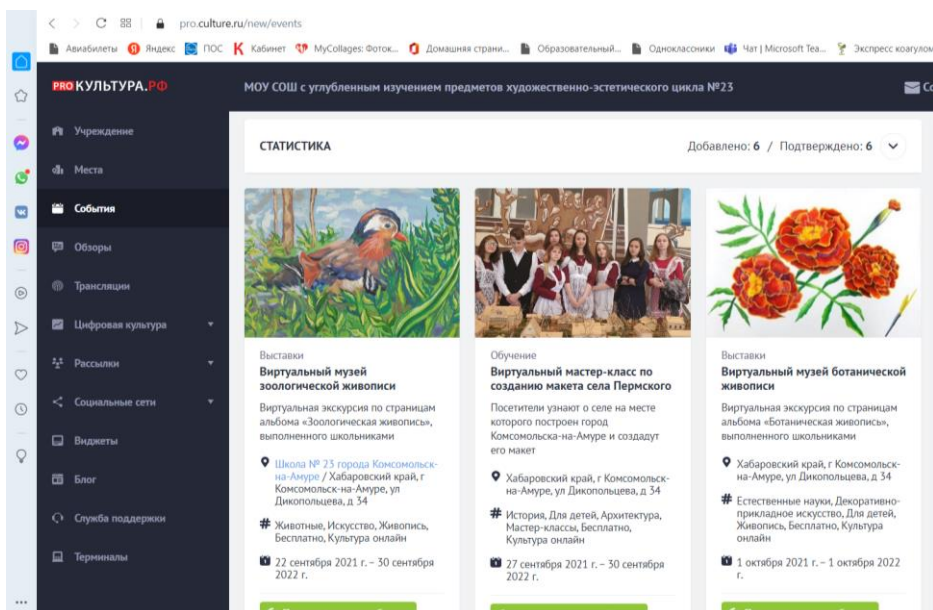 pro.culture.ru/new/events
Авиабилеты Яндекс ПОС Кабинет MyCollages: Фоток... Домашняя страни... Образовательный... Одноклассники Чат | Microsoft Tea... Экспресс коагулом
PRO КУЛЬТУРА.РФ
МОУ СОШ с углубленным изучением предметов художественно-эстетического цикла №23
Со
Учреждение
Места
События
Обзоры
Трансляции
Цифровая культура
Рассылки
Социальные сети
Виджеты
Блог
Служба поддержки
Терминалы
СТАТИСТИКА
Добавлено: 6 / Подтверждено: 6
Выставки
Виртуальный музей
зоологической живописи
Виртуальная экскурсия по страницам
альбома «Зоологическая живопись»,
выполненного школьниками
Школа № 23 города Комсомольск-
на-Амуре / Хабаровский край, г
Комсомольск-на-Амуре, ул
Дикопольцева, д 34
# Животные, Искусство, Живопись,
Бесплатно, Культура онлайн
22 сентября 2021 г. – 30 сентября
2022 г.
Обучение
Виртуальный мастер-класс по
созданию макета села Пермского
Посетители узнают о селе на месте
которого построен город
Комсомольска-на-Амуре и создадут
его макет
Хабаровский край, г Комсомольск-
на-Амуре, ул Дикопольцева, д 34
# История, Для детей, Архитектура,
Мастер-классы, Бесплатно,
Культура онлайн
27 сентября 2021 г. – 30 сентября
2022 г.
Выставки
Виртуальный музей ботанической
живописи
Виртуальная экскурсия по страницам
альбома «Ботаническая живопись»,
выполненного школьниками
Хабаровский край, г Комсомольск-
на-Амуре, ул Дикопольцева, д 34
# Естественные науки, Декоративно-
прикладное искусство, Для детей,
Живопись, Бесплатно, Культура
онлайн
1 октября 2021 г. – 1 октября 2022
г.